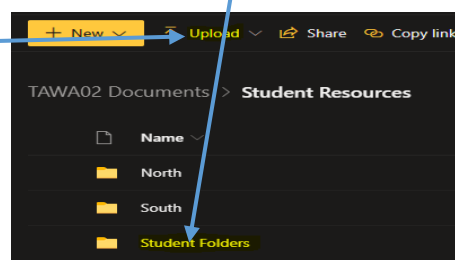 + New Upload Share Copy link
TAWA02 Documents > Student Resources
Name
North
South
Student Folders